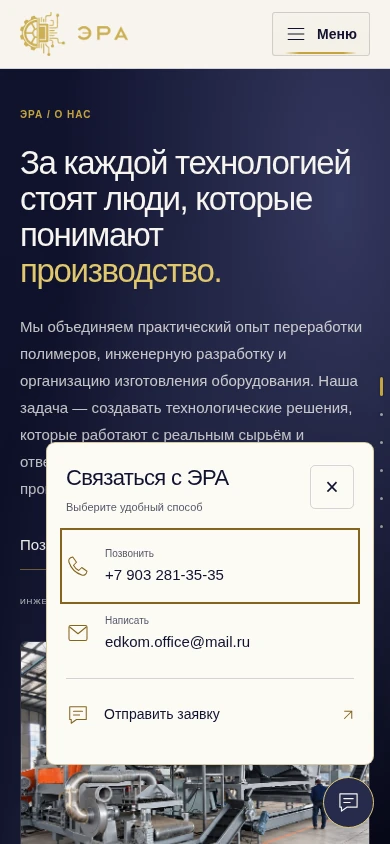 ЭРА
Меню
ЭРА / О НАС
За каждой технологией
стоят люди, которые
понимают
производство.
Мы объединяем практический опыт переработки
полимеров, инженерную разработку и
организацию изготовления оборудования. Наша
задача — создавать технологические решения,
которые работают с реальным сырьём и
Связаться с ЭРА
Выберите удобный способ
Позвонить
+7 903 281-35-35
Написать
edkom.office@mail.ru
Отправить заявку